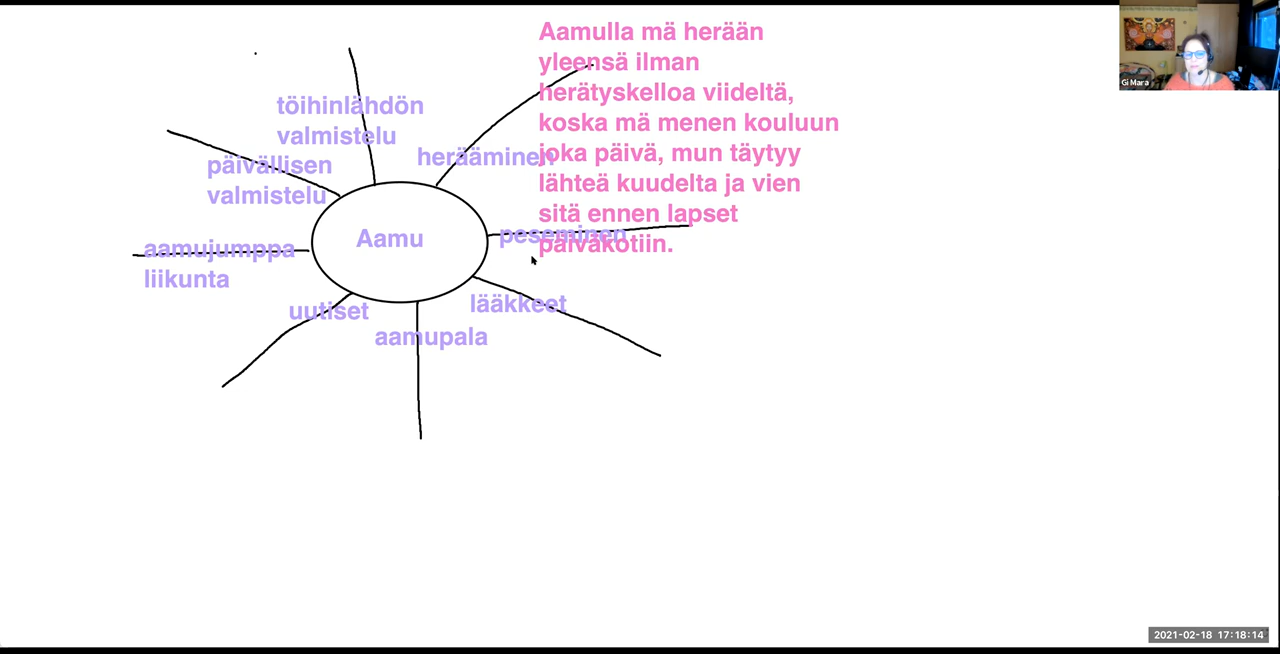 Aamulla mä herään
yleensä ilman
herätyskelloa viideltä,
koska mä menen kouluun
joka päivä, mun täytyy
lähteä kuudelta ja vien
sitä ennen lapset
päiväkotiin.
töihinlähdön
valmistelu
herääminen
päivällisen
valmistelu
Aamu
peseminen
aamujumppa
liikunta
uutiset
lääkkeet
aamupala
Gi Mara
2021-02-18 17:18:14